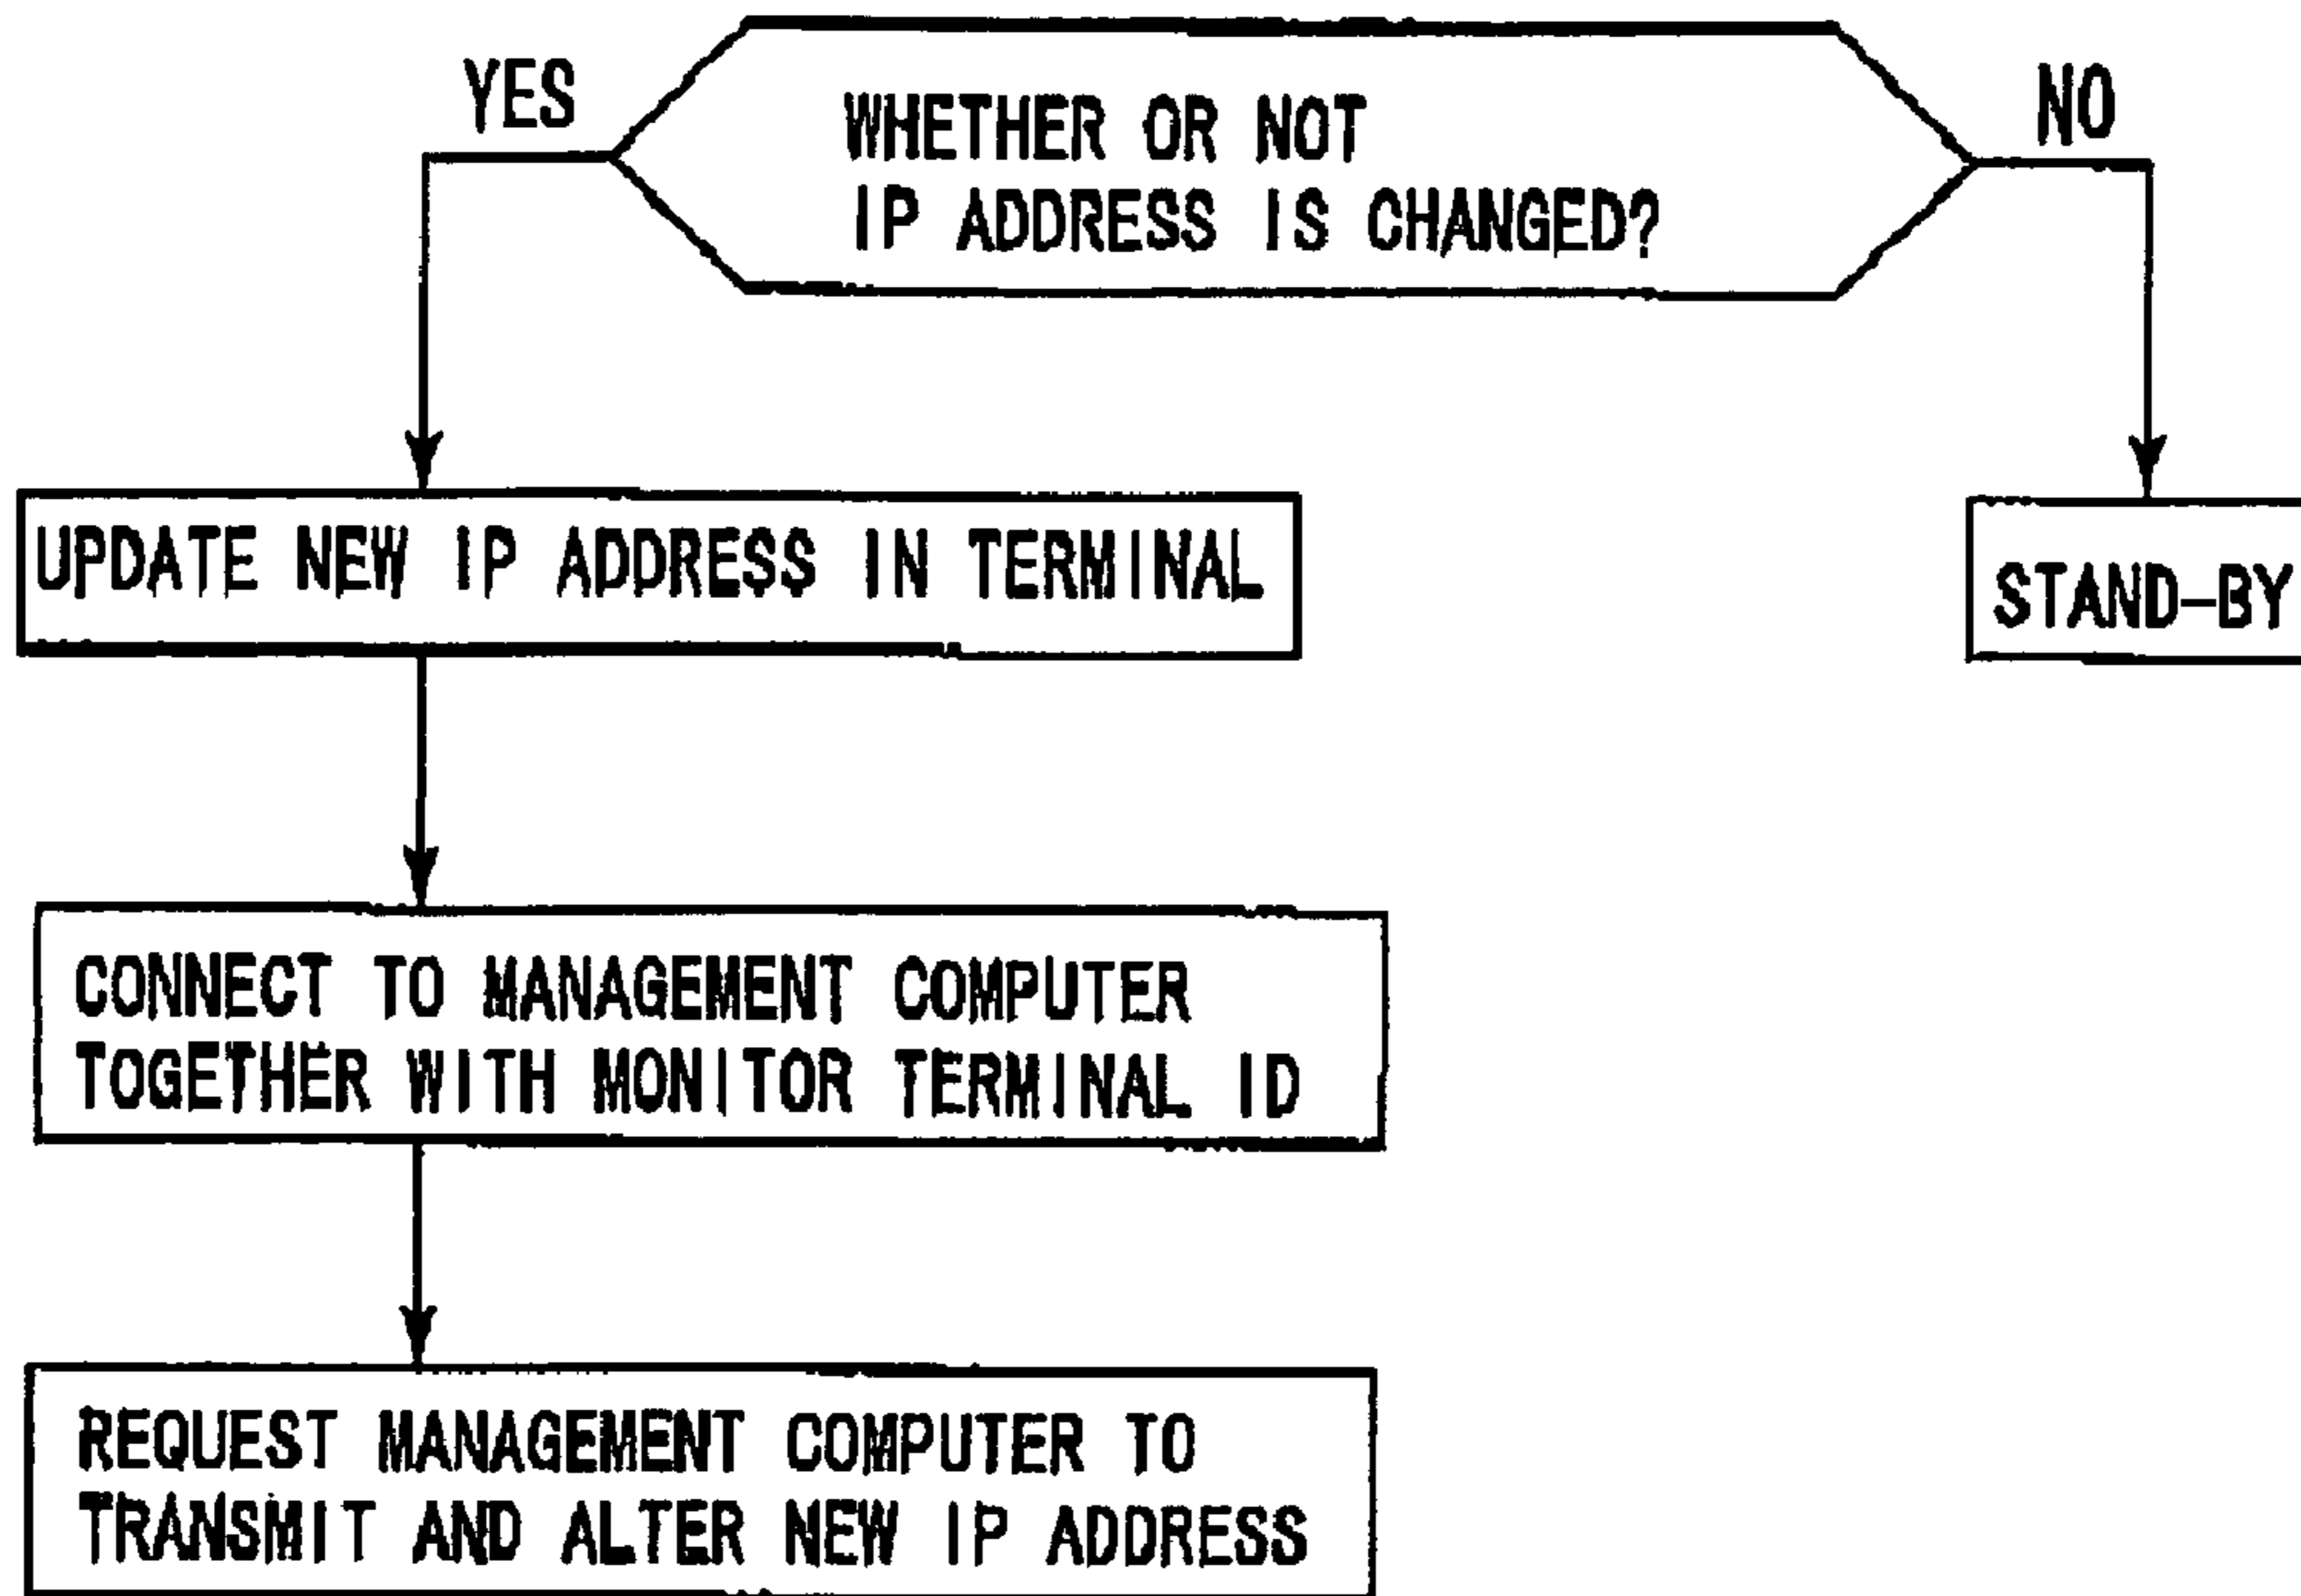 YES
WHETHER OR NOT
IP ADDRESS IS CHANGED?
NO
UPDATE NEW IP ADDRESS IN TERMINAL
STAND-BY
CONNECT TO MANAGEMENT COMPUTER
TOGETHER WITH MONITOR TERMINAL ID
REQUEST MANAGEMENT COMPUTER TO
TRANSMIT AND ALTER NEW IP ADDRESS